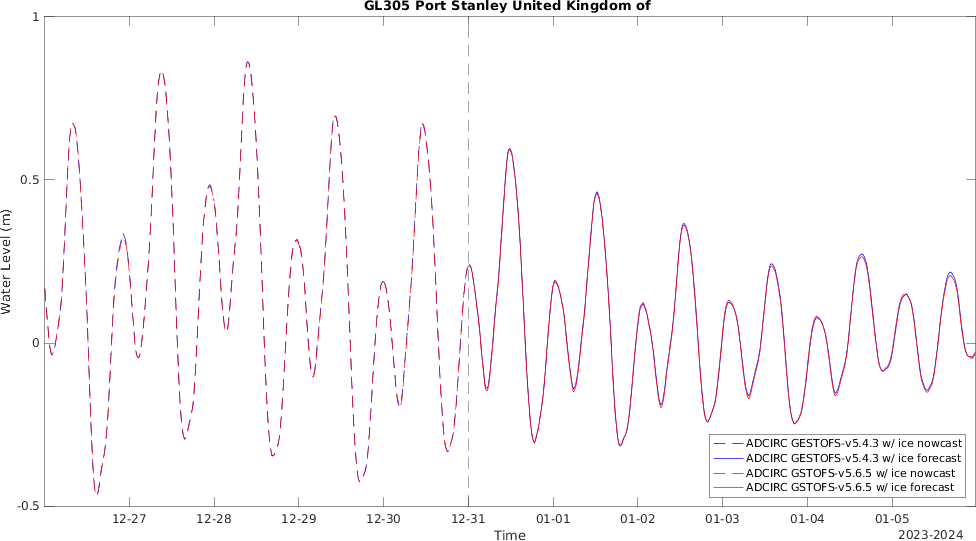 GL305 Port Stanley United Kingdom of
1
0.5
0
-0.5
Water Level (m)
12-27 12-28 12-29 12-30 12-31 01-01 01-02 01-03 01-04 01-05
Time
2023-2024
ADCIRC GESTOFS-v5.4.3 w/ ice nowcast
ADCIRC GESTOFS-v5.4.3 w/ ice forecast
ADCIRC GSTOFS-v5.6.5 w/ ice nowcast
ADCIRC GSTOFS-v5.6.5 w/ ice forecast